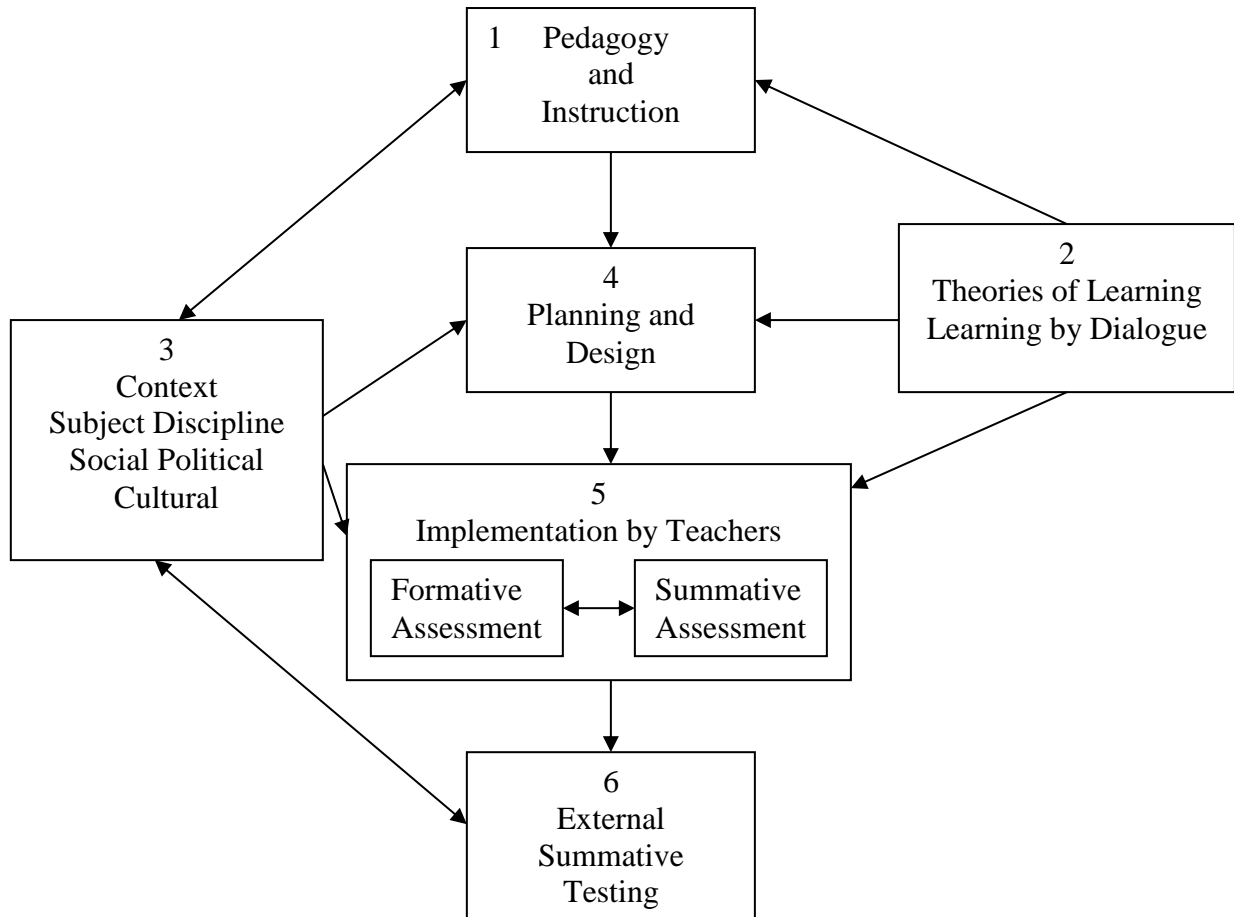 1 Pedagogy
and
Instruction
2
Theories of Learning
Learning by Dialogue
4
Planning and
Design
3
Context
Subject Discipline
Social Political
Cultural
5
Implementation by Teachers
Formative
Assessment
Summative
Assessment
6
External
Summative
Testing